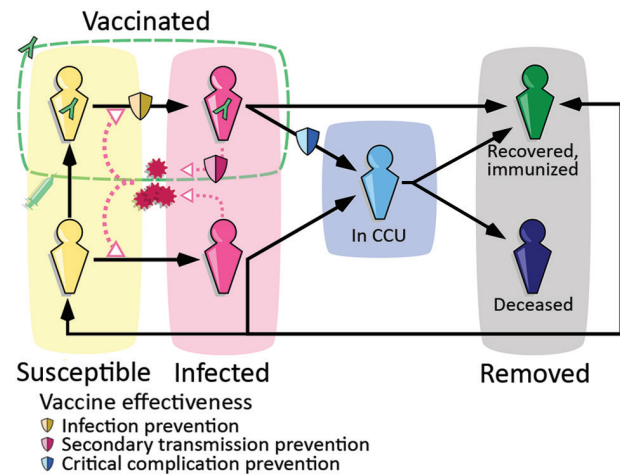 Vaccinated
Recovered,
immunized
In CCU
Deceased
Susceptible
Infected
Removed
Vaccine effectiveness
Infection prevention
Secondary transmission prevention
Critical complication prevention